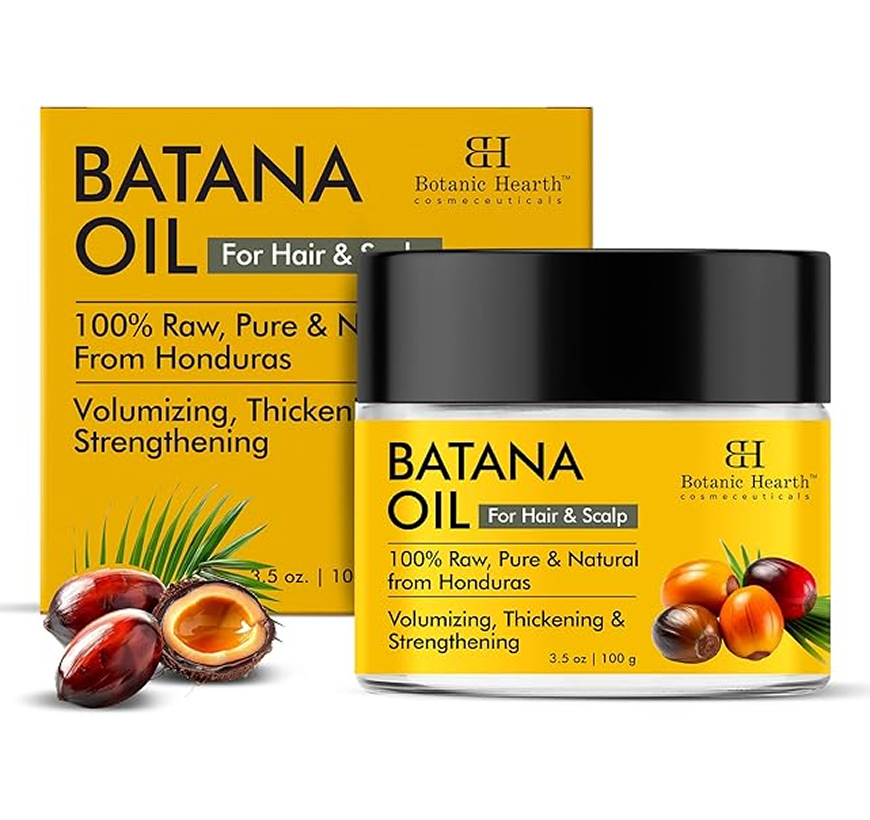 BATANA
OIL For Hair &
100% Raw, Pure &
From Honduras
Volumizing,
Strengthening
3.5 oz. | 10
BH
Botanic Hearth™
cosmeceuticals
BATANA
OIL For Hair & Scalp
100% Raw, Pure & Natural
from Honduras
Volumizing, Thickening &
Strengthening
3.5 oz | 100 g
BH
Botanic Hearth™
cosmeceuticals